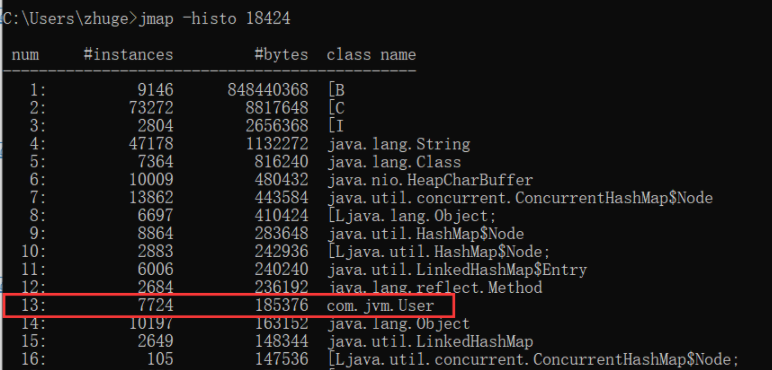 C:\Users\zhuge>jmap -histo 18424
num #instances #bytes class name
----------------------------------------------
1: 9146 848440368 [B
2: 73272 8817648 [C
3: 2804 2656368 [I
4: 47178 1132272 java.lang.String
5: 7364 816240 java.lang.Class
6: 10009 480432 java.nio.HeapCharBuffer
7: 13862 443584 java.util.concurrent.ConcurrentHashMap$Node
8: 6697 410424 [Ljava.lang.Object;
9: 8864 283648 java.util.HashMap$Node
10: 2883 242936 [Ljava.util.HashMap$Node;
11: 6006 240240 java.util.LinkedHashMap$Entry
12: 2684 236192 java.lang.reflect.Method
13: 7724 185376 com.jvm.User
14: 10197 163152 java.lang.Object
15: 2649 148344 java.util.LinkedHashMap
16: 105 147536 [Ljava.util.concurrent.ConcurrentHashMap$Node;